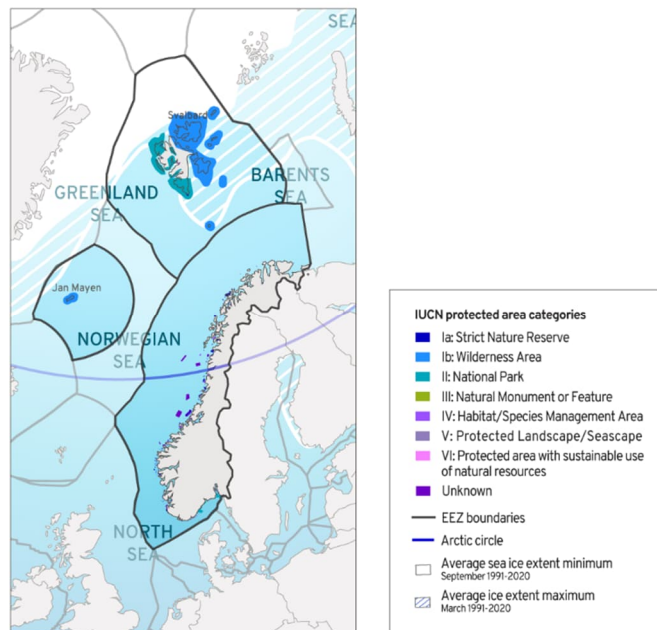 SEA
Svalbard
BARENTS
SEA
GREENLAND
SEA
Jan Mayen
NORWEGIAN
SEA
NORTH
SEA
IUCN protected area categories
Ia: Strict Nature Reserve
Ib: Wilderness Area
II: National Park
III: Natural Monument or Feature
IV: Habitat/Species Management Area
V: Protected Landscape/Seascape
VI: Protected area with sustainable use
of natural resources
Unknown
EEZ boundaries
Arctic circle
Average sea ice extent minimum
September 1991-2020
Average ice extent maximum
March 1991-2020